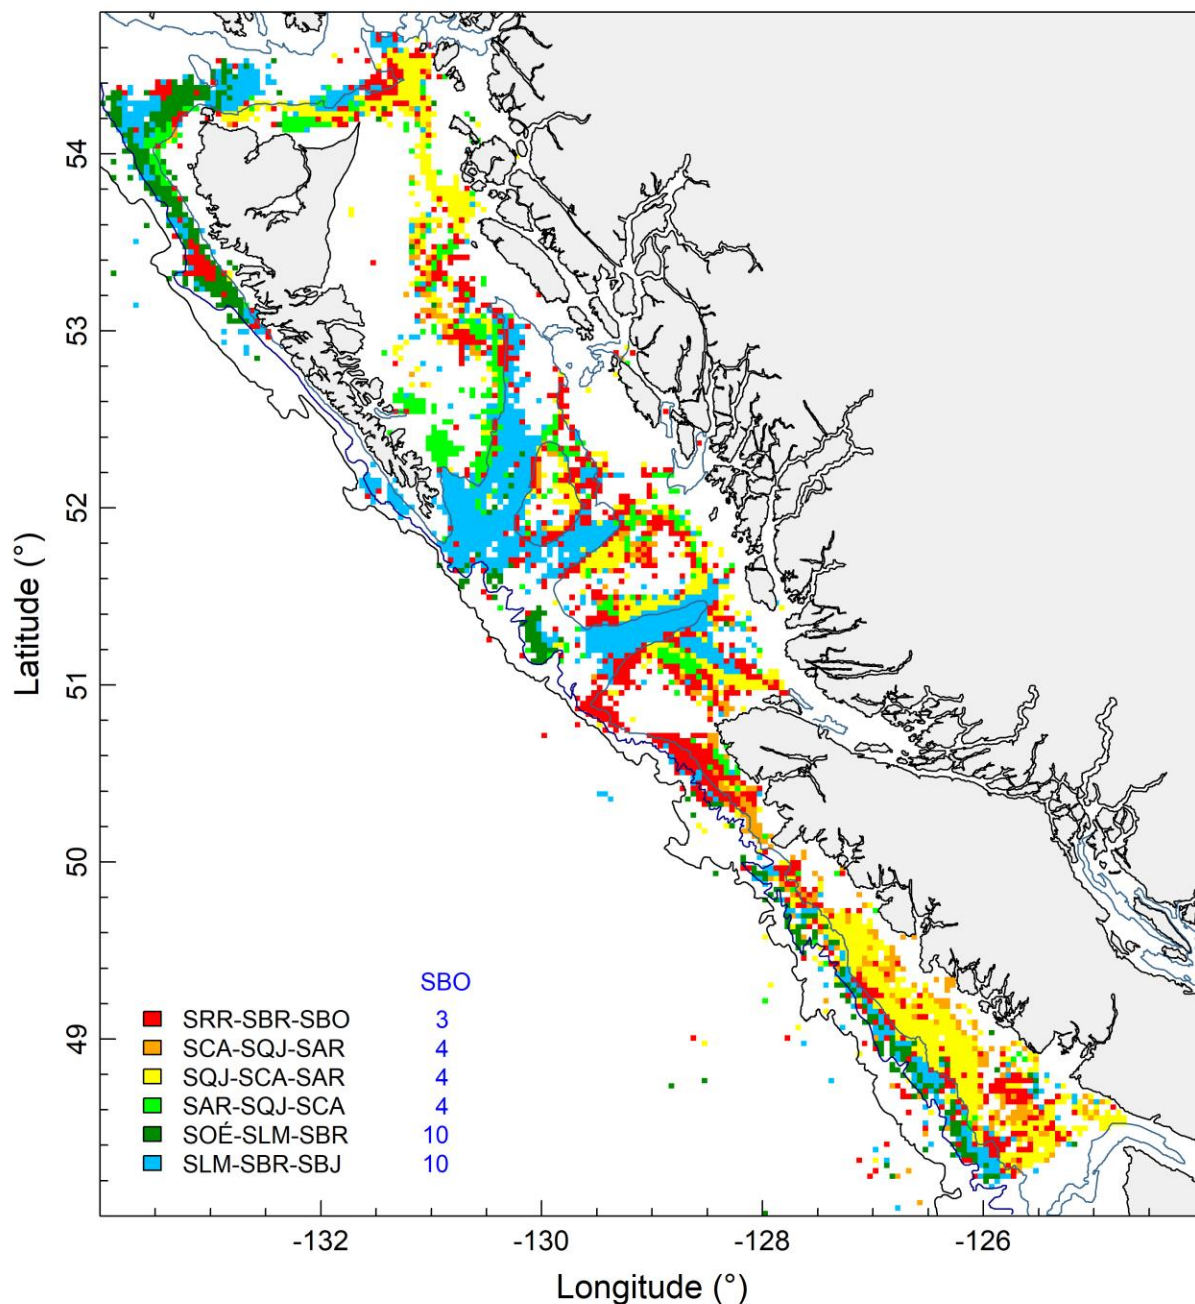 54
53
52
51
50
49
Latitude (°)
SBO
SRR-SBR-SBO 3
SCA-SQJ-SAR 4
SQJ-SCA-SAR 4
SAR-SQJ-SCA 4
SOÉ-SLM-SBR 10
SLM-SBR-SBJ 10
-132 -130 -128 -126
Longitude (°)